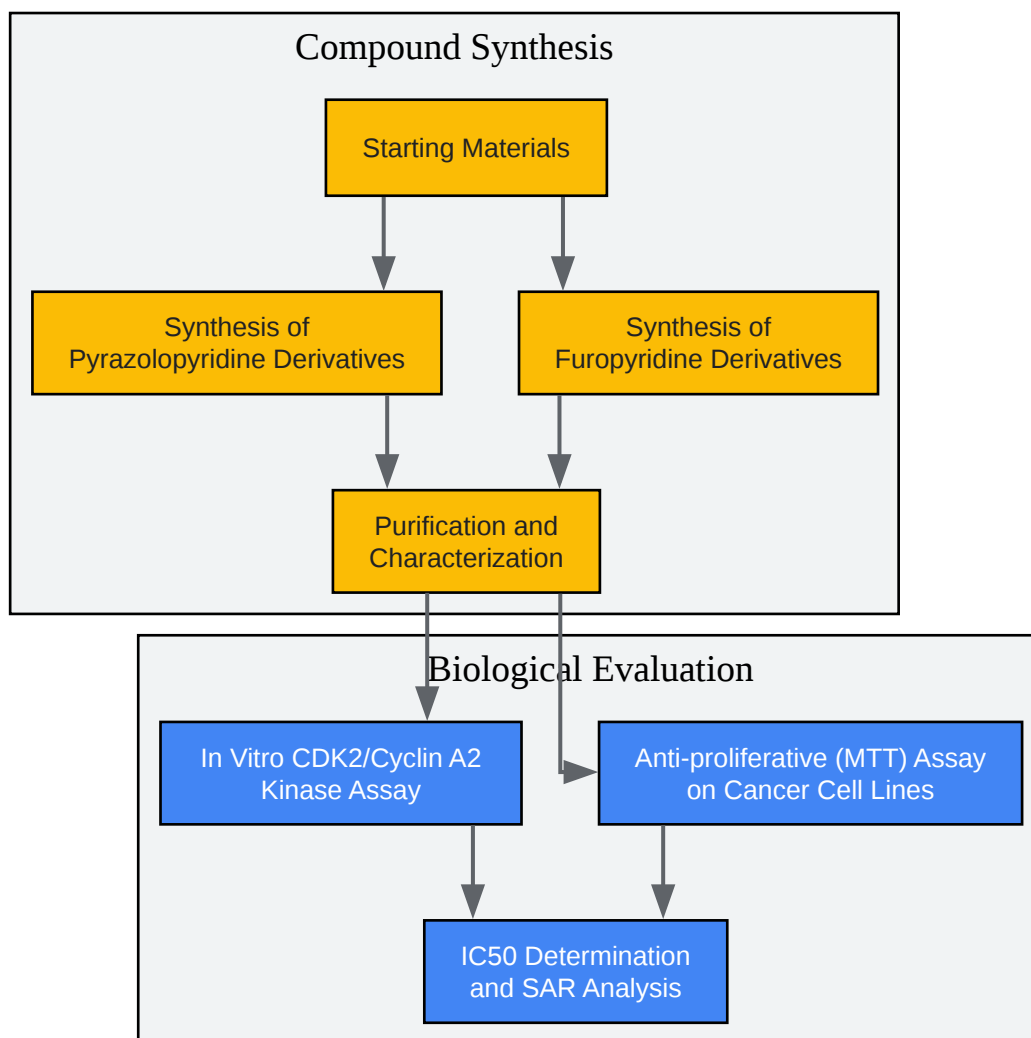 Compound Synthesis
Starting Materials
Synthesis of
Pyrazolopyridine Derivatives
Synthesis of
Furopyridine Derivatives
Purification and
Characterization
Biological Evaluation
In Vitro CDK2/Cyclin A2
Kinase Assay
Anti-proliferative (MTT) Assay
on Cancer Cell Lines
IC50 Determination
and SAR Analysis